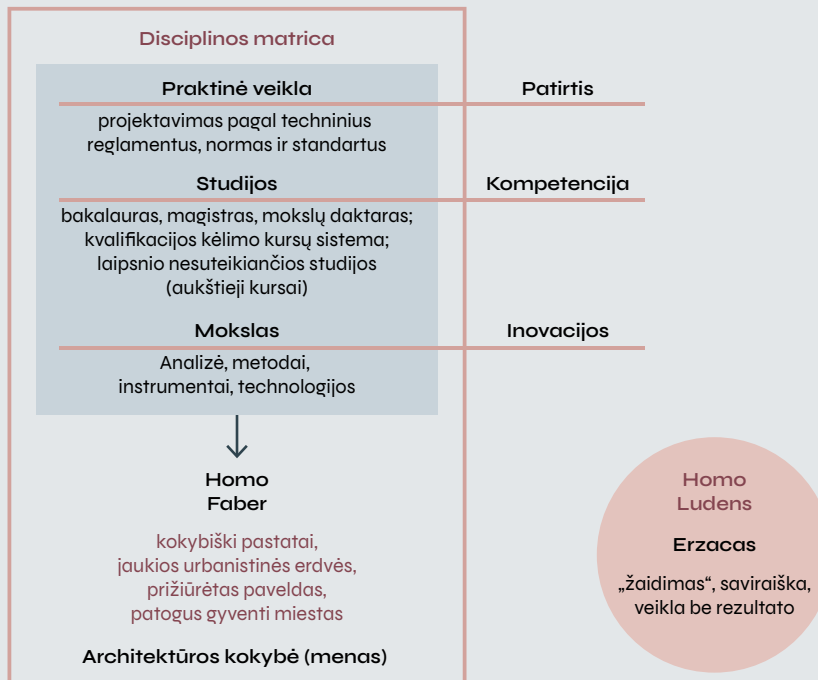 Disciplinos matrica
Praktinė veikla
Patirtis
projektavimas pagal techninius
reglamentus, normas ir standartus
Studijos
Kompetencija
bakalauras, magistras, mokslų daktaras;
kvalifikacijos kėlimo kursų sistema;
laipsnio nesuteikiančios studijos
(aukštieji kursai)
Mokslas
Inovacijos
Analizė, metodai,
instrumentai, technologijos
Homo
Faber
kokybiški pastatai,
jaukios urbanistinės erdvės,
prižiūrėtas paveldas,
patogus gyventi miestas
Architektūros kokybė (menas)
Homo
Ludens
Erzacas
„žaidimas“, saviraiška,
veikla be rezultato